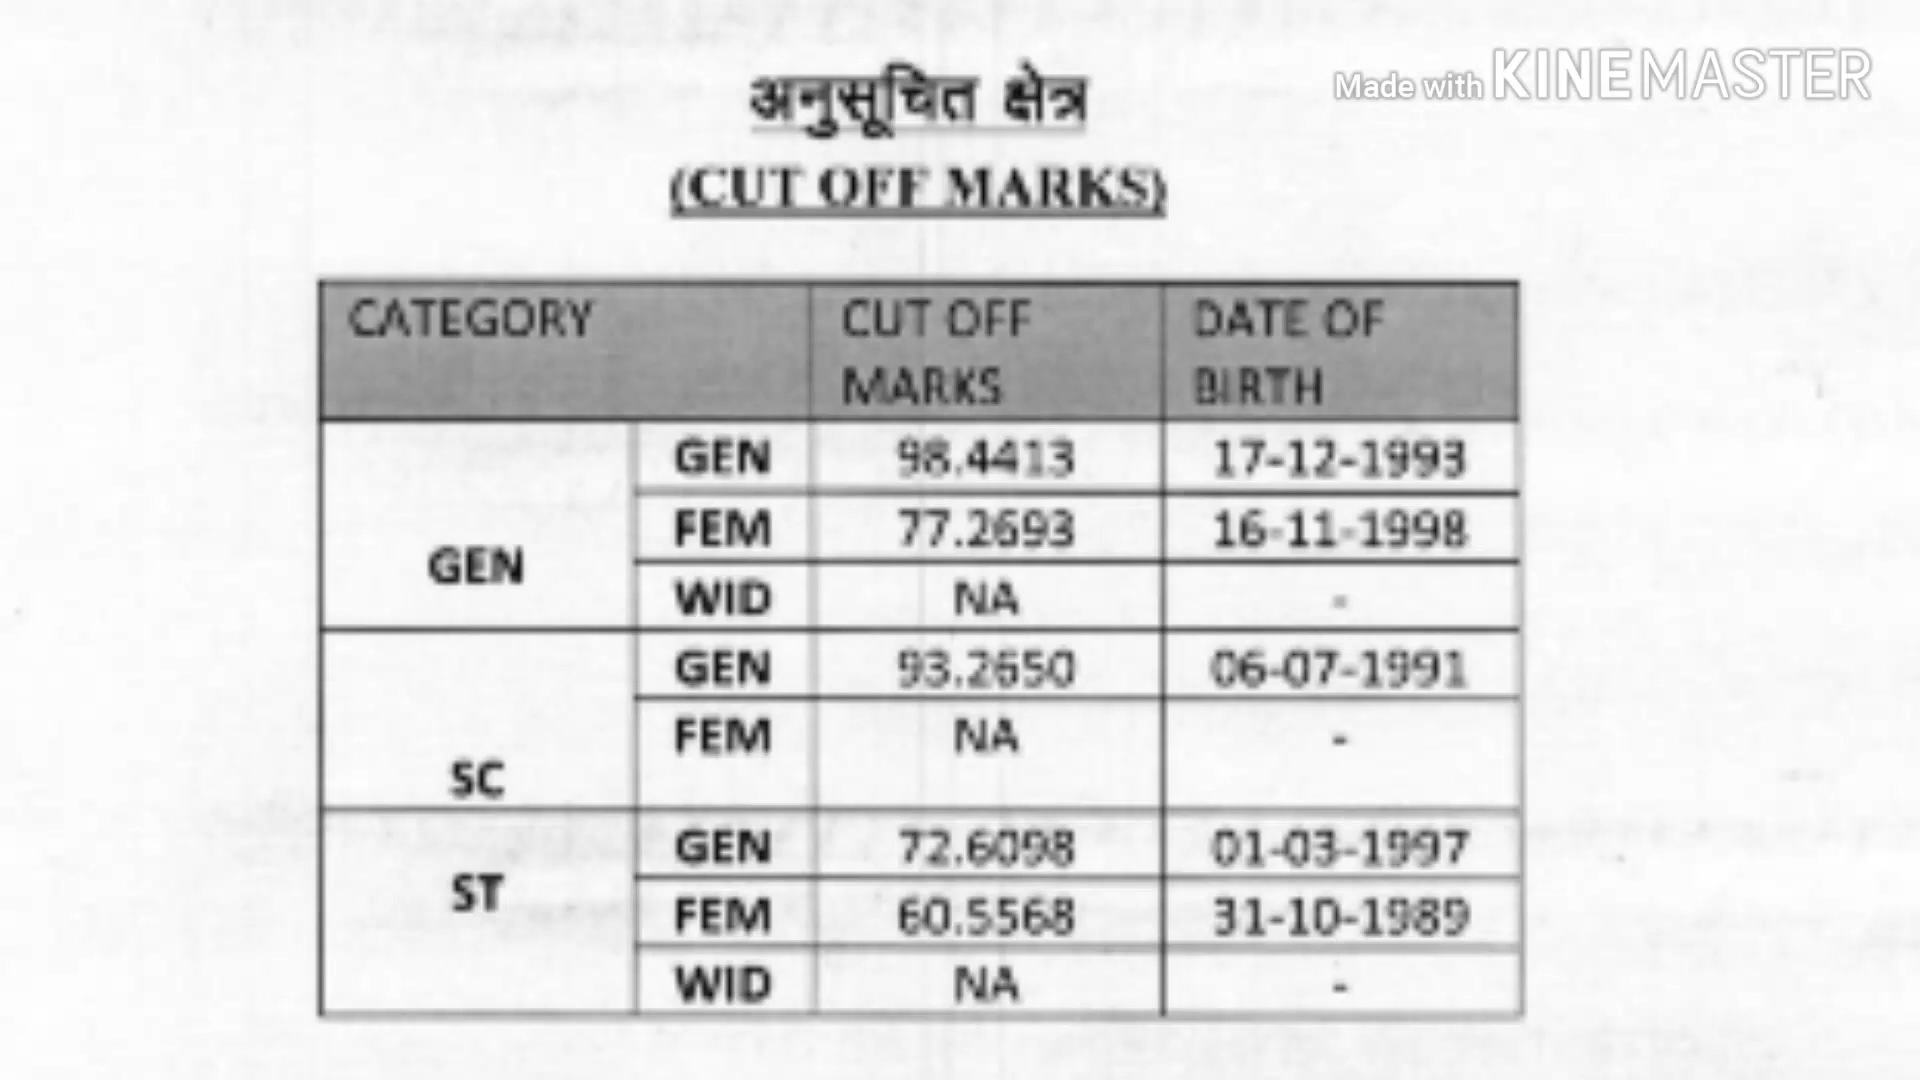 Made with KINEMASTER
अनुसूचित क्षेत्र
(CUT OFF MARKS)
CATEGORY CUT OFF MARKS DATE OF BIRTH
GEN GEN 98.4413 17-12-1993
FEM 77.2693 16-11-1998
WID NA -
SC GEN 93.2650 06-07-1991
FEM NA -
ST GEN 72.6098 01-03-1997
FEM 60.5568 31-10-1989
WID NA -